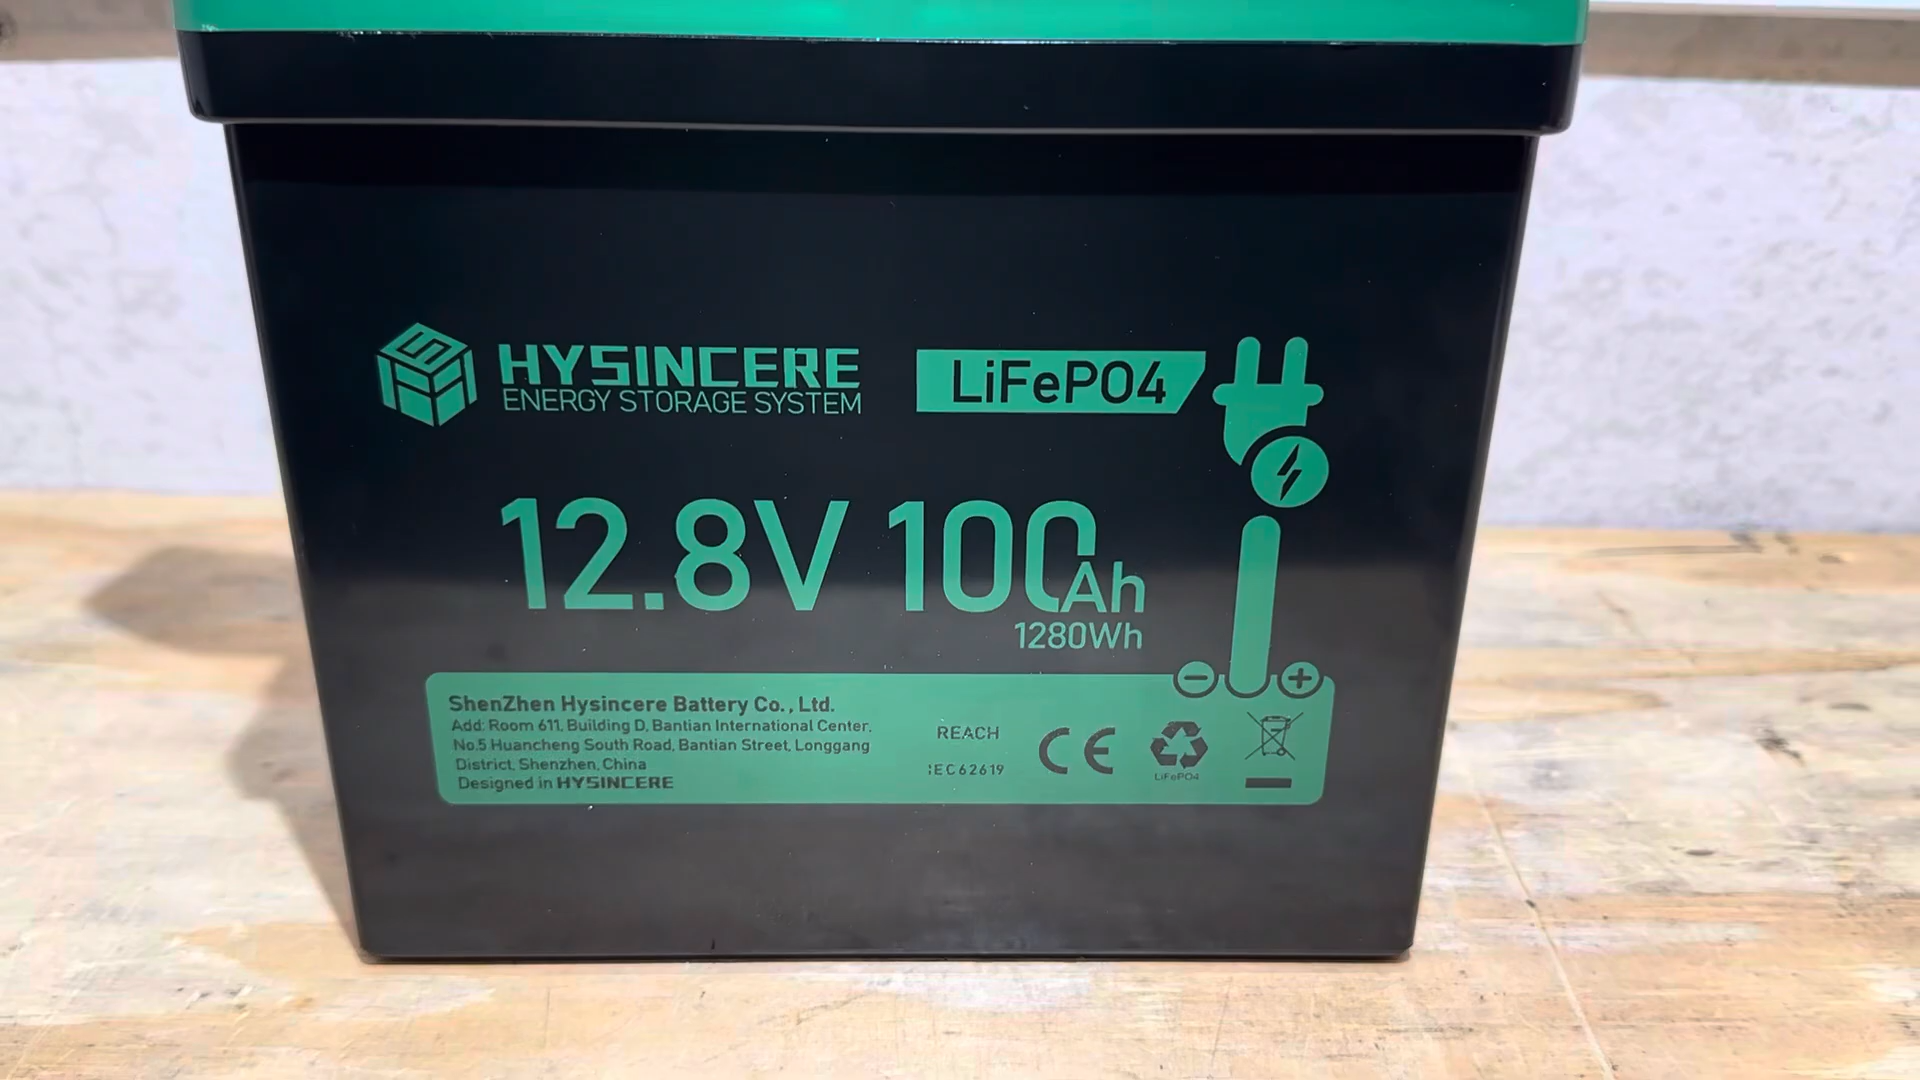 HYSINCERE
ENERGY STORAGE SYSTEM
LiFePO4
12.8V 100Ah
1280Wh
ShenZhen Hysincere Battery Co., Ltd.
Add: Room 611, Building D, Bantian International Center,
No.5 Huancheng South Road, Bantian Street, Longgang
District, Shenzhen, China
Designed in HYSINCERE
REACH
IEC62619
CE
LiFePO4